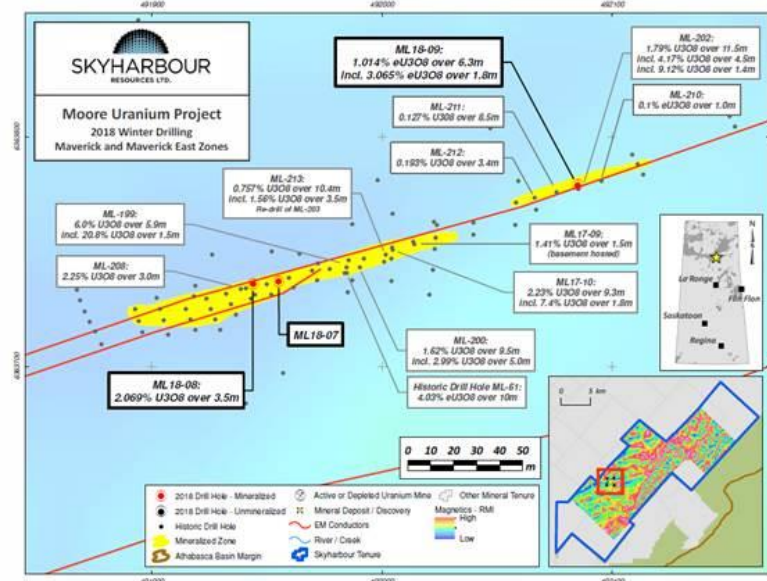 491900
492000
492100
SKYHARBOUR
RESOURCES LTD.
Moore Uranium Project
2018 Winter Drilling
Maverick and Maverick East Zones
ML18-09:
1.014% eU3O8 over 6.3m
incl. 3.065% eU3O8 over 1.8m
ML-202:
1.79% U3O8 over 11.5m
incl. 4.17% U3O8 over 4.5m
incl. 9.12% U3O8 over 1.4m
ML-210:
0.1% eU3O8 over 1.0m
ML-211:
0.127% U3O8 over 8.5m
ML-212:
0.193% U3O8 over 3.4m
ML-213:
0.757% U3O8 over 10.4m
incl. 1.56% U3O8 over 3.5m
Re-drill of ML-203
ML-199:
6.0% U3O8 over 5.9m
incl. 20.8% U3O8 over 1.5m
ML-208:
2.25% U3O8 over 3.0m
ML17-09:
1.41% U3O8 over 1.5m
(basement hosted)
ML17-10:
2.23% U3O8 over 9.3m
incl. 7.4% U3O8 over 1.8m
ML18-07
ML-200:
1.62% U3O8 over 9.5m
incl. 2.99% U3O8 over 5.0m
ML18-08:
2.069% U3O8 over 3.5m
Historic Drill Hole ML-61:
4.03% eU3O8 over 10m
N
La Ronge
Flin Flon
Saskatoon
Regina
0 5 km
0 10 20 30 40 50
m
2018 Drill Hole - Mineralized
2018 Drill Hole - Unmineralized
Historic Drill Hole
Mineralized Zone
Athabasca Basin Margin
Active or Depleted Uranium Mine
Mineral Deposit / Discovery
EM Conductors
River / Creek
Skyharbour Tenure
Other Mineral Tenure
Magnetics - RMI
High
Low